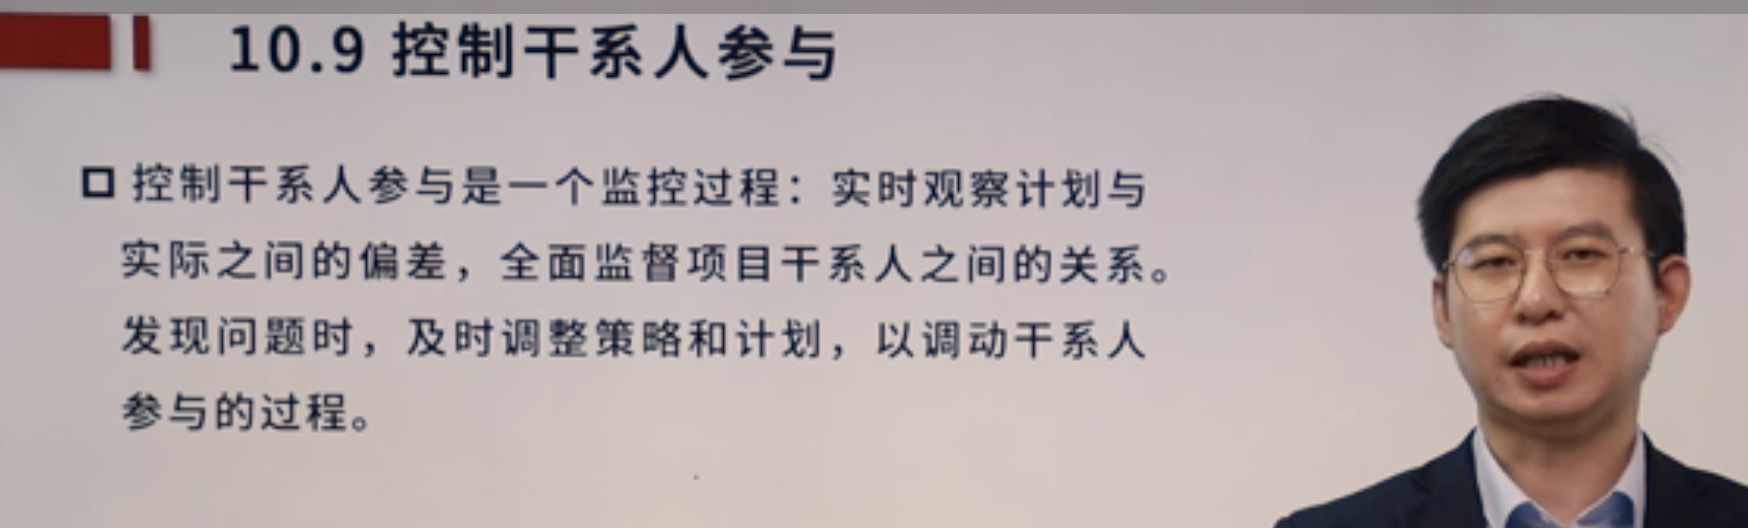 10.9 控制干系人参与
控制干系人参与是一个监控过程：实时观察计划与
实际之间的偏差，全面监督项目干系人之间的关系。
发现问题时，及时调整策略和计划，以调动干系人
参与的过程。